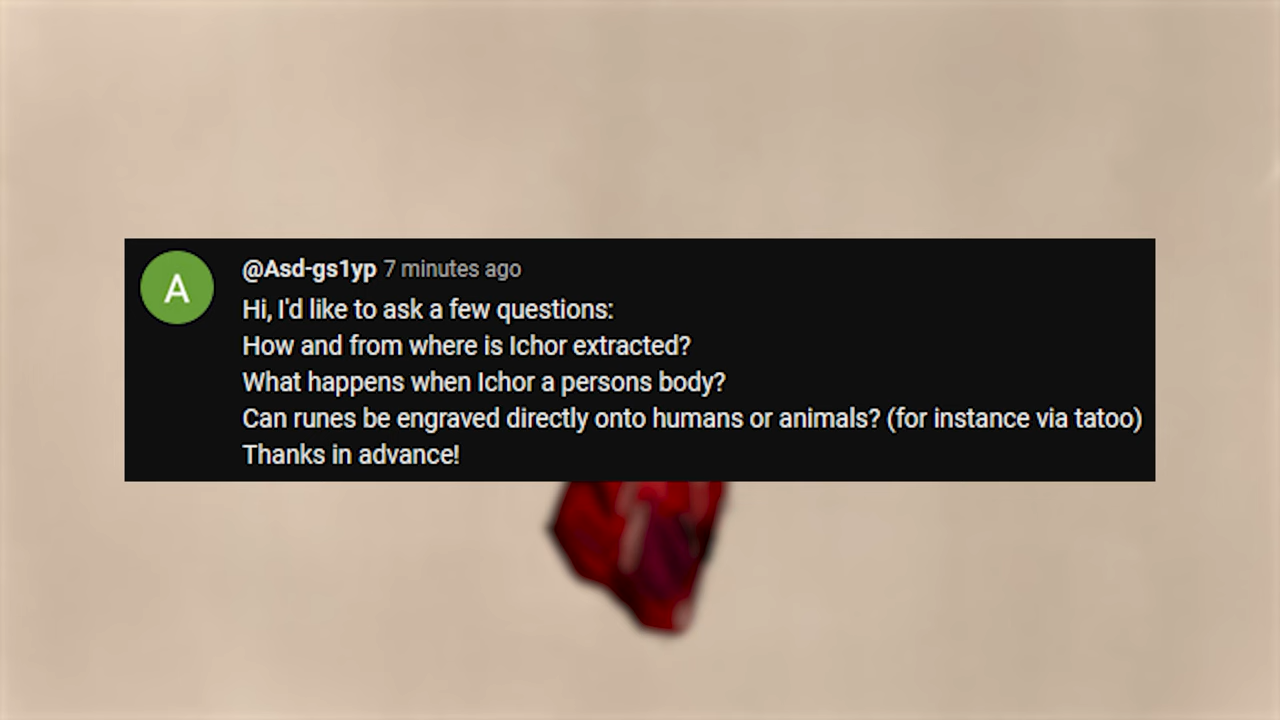 A
@Asd-gs1yp 7 minutes ago
Hi, I'd like to ask a few questions:
How and from where is Ichor extracted?
What happens when Ichor a persons body?
Can runes be engraved directly onto humans or animals? (for instance via tatoo)
Thanks in advance!